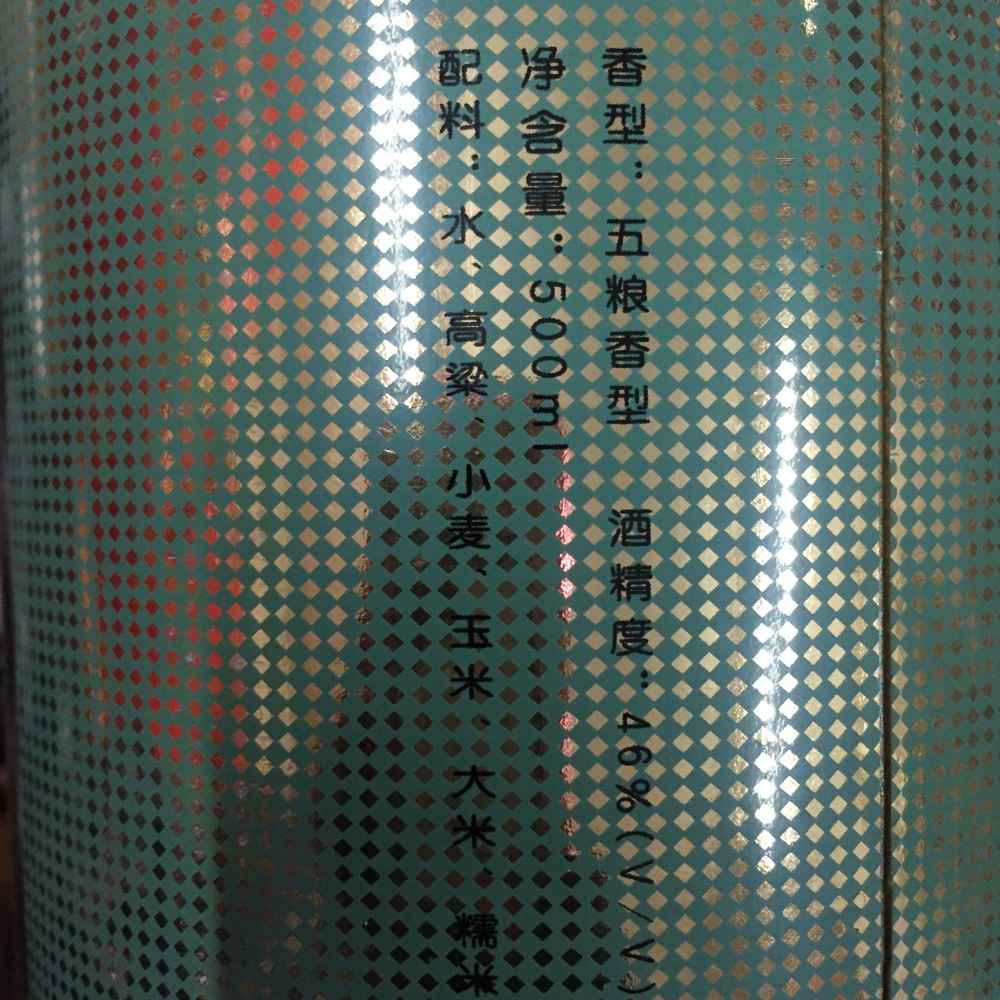 香型：五粮香型 酒精度：46%(V/V)
净含量：500ml
配料：水、高粱、小麦、玉米、大米、糯米